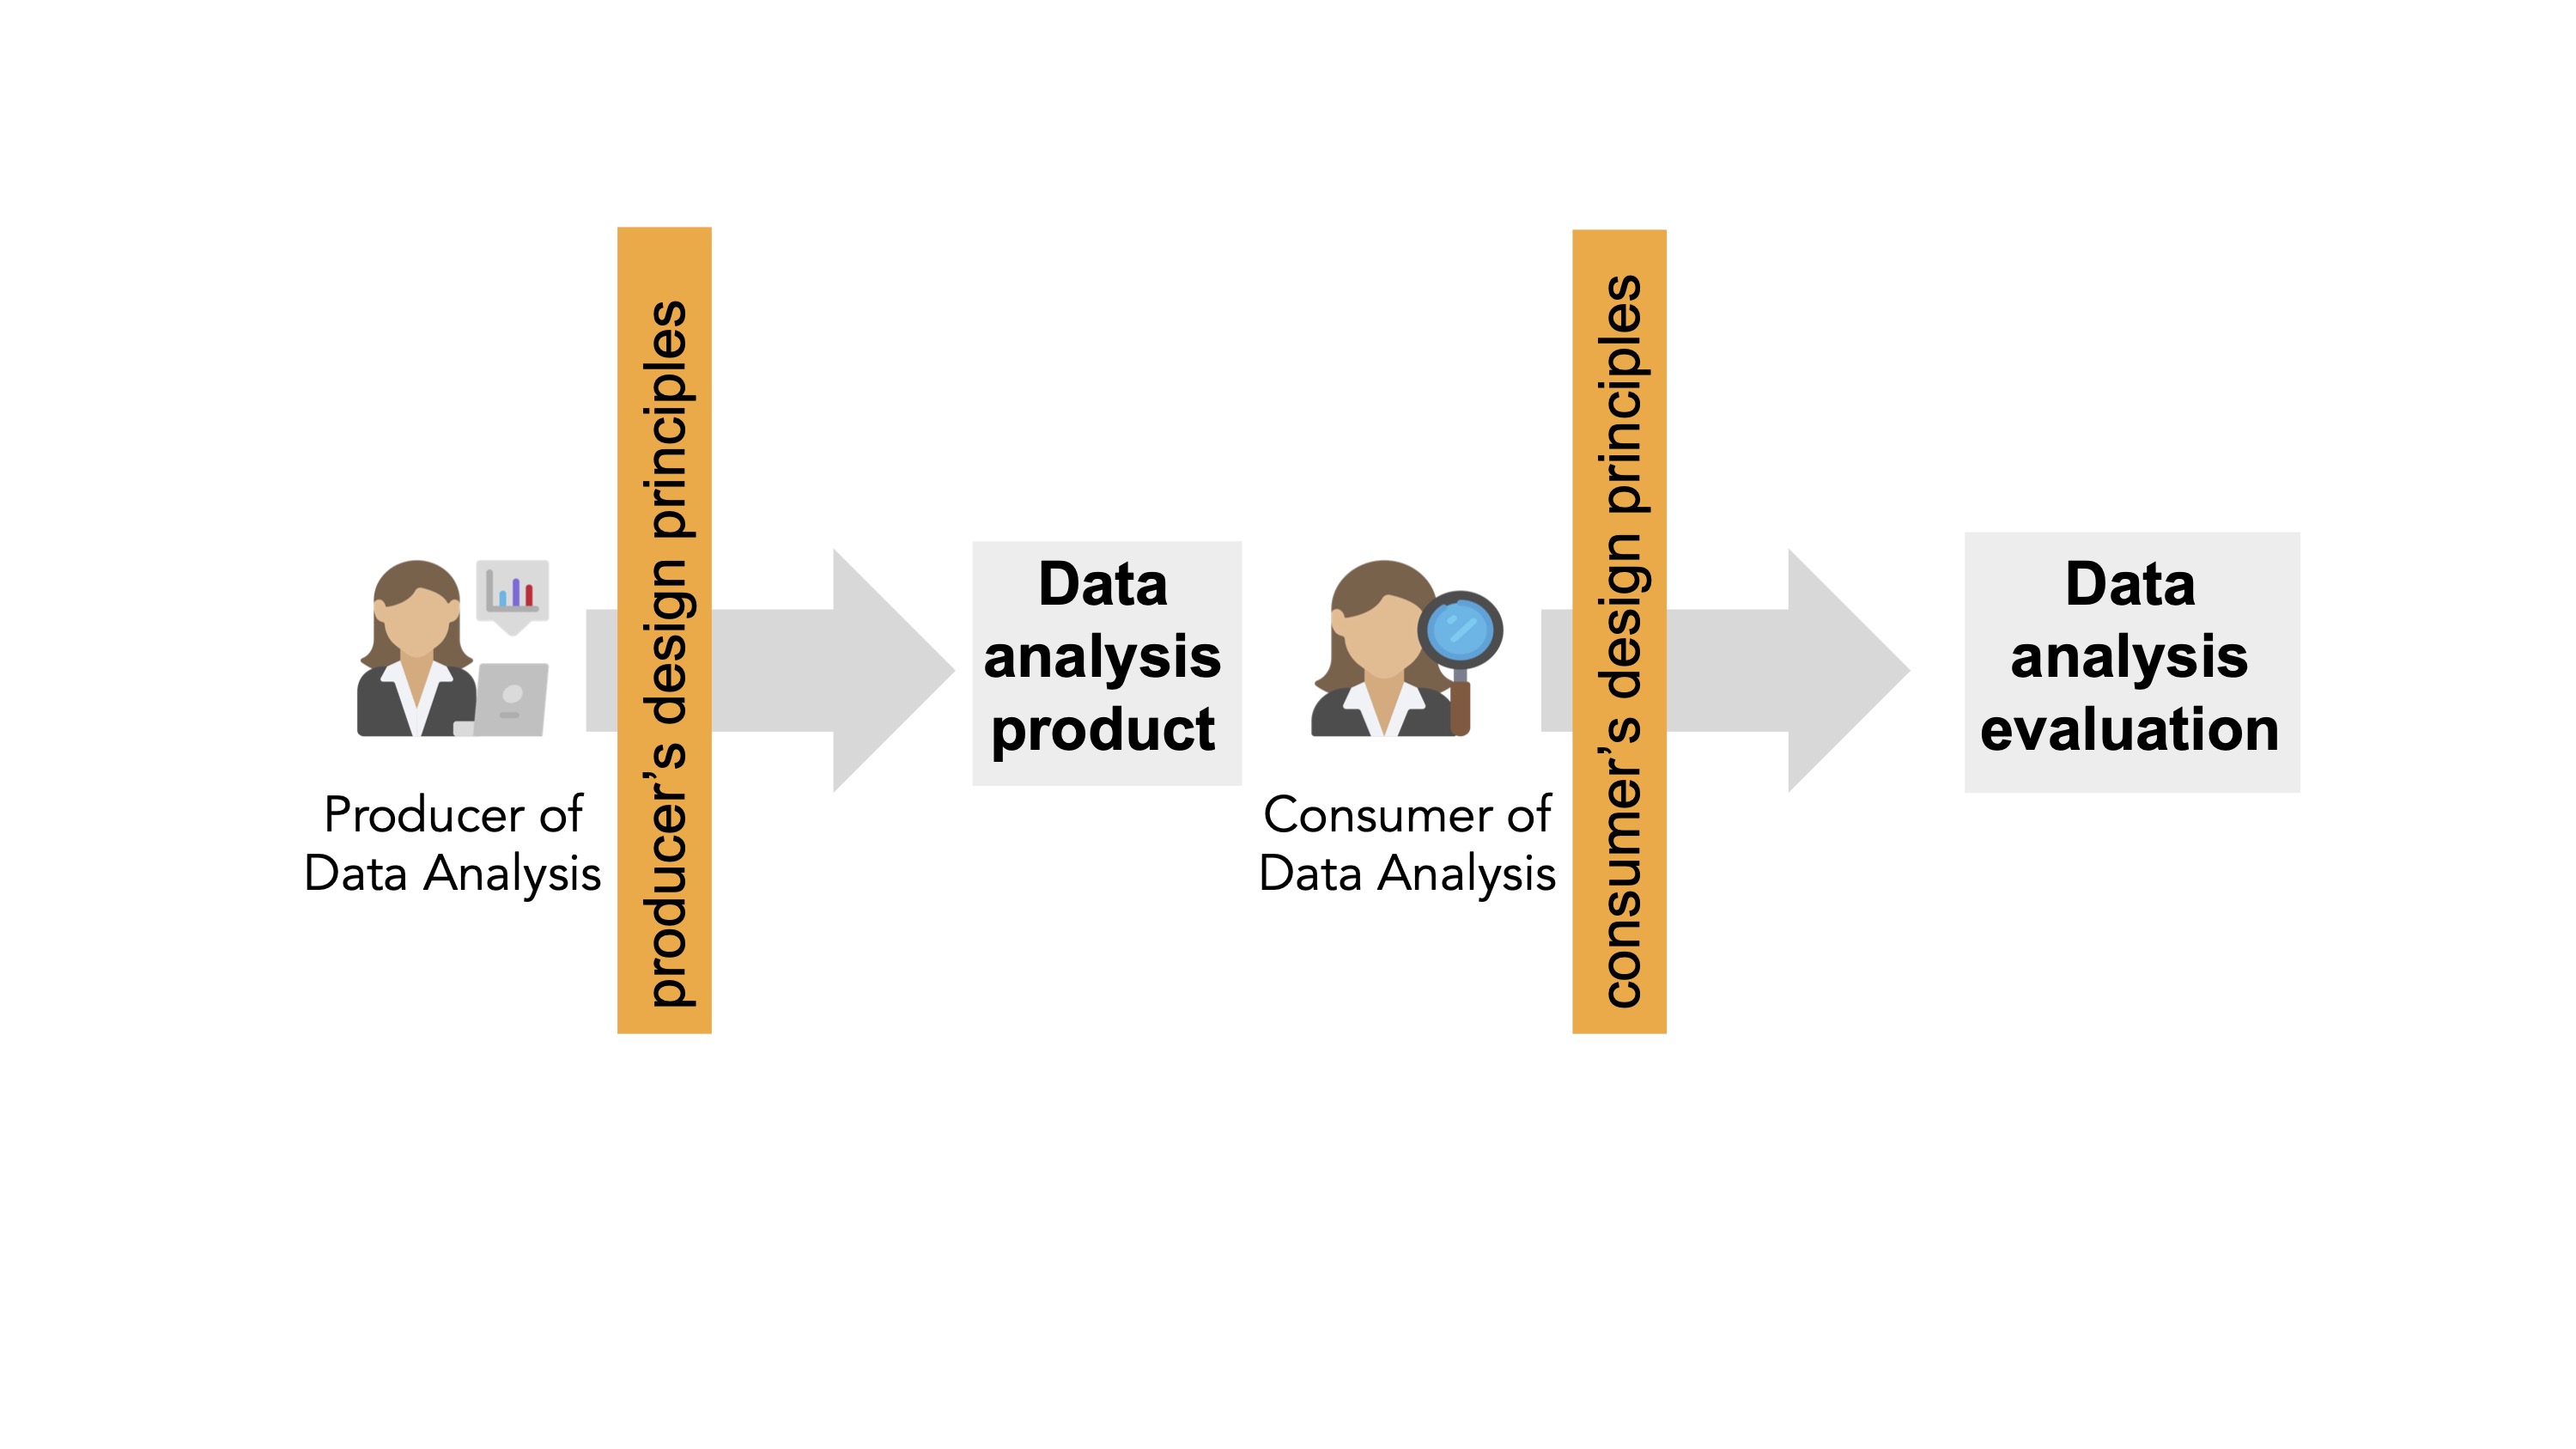 producer’s design principles
consumer’s design principles
Data
analysis
product
Data
analysis
evaluation
Producer of
Data Analysis
Consumer of
Data Analysis